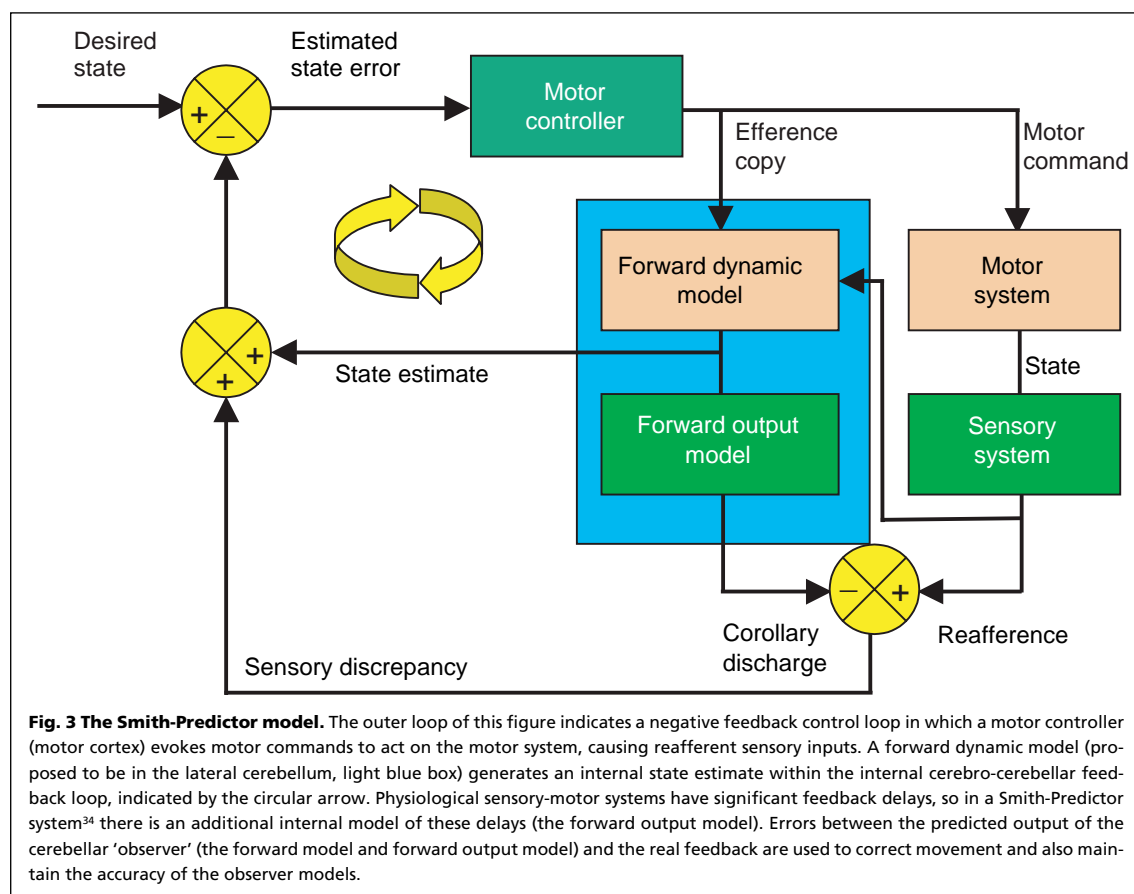 Desired
state
Estimated
state error
+
−
Motor
controller
Efference
copy
Motor
command
Forward dynamic
model
Motor
system
+
+
State estimate
State
Forward output
model
Sensory
system
−
+
Corollary
discharge
Reafference
Sensory discrepancy
Fig. 3 The Smith-Predictor model. The outer loop of this figure indicates a negative feedback control loop in which a motor controller
(motor cortex) evokes motor commands to act on the motor system, causing reafferent sensory inputs. A forward dynamic model (pro-
posed to be in the lateral cerebellum, light blue box) generates an internal state estimate within the internal cerebro-cerebellar feed-
back loop, indicated by the circular arrow. Physiological sensory-motor systems have significant feedback delays, so in a Smith-Predictor
system³⁴ there is an additional internal model of these delays (the forward output model). Errors between the predicted output of the
cerebellar ‘observer’ (the forward model and forward output model) and the real feedback are used to correct movement and also main-
tain the accuracy of the observer models.